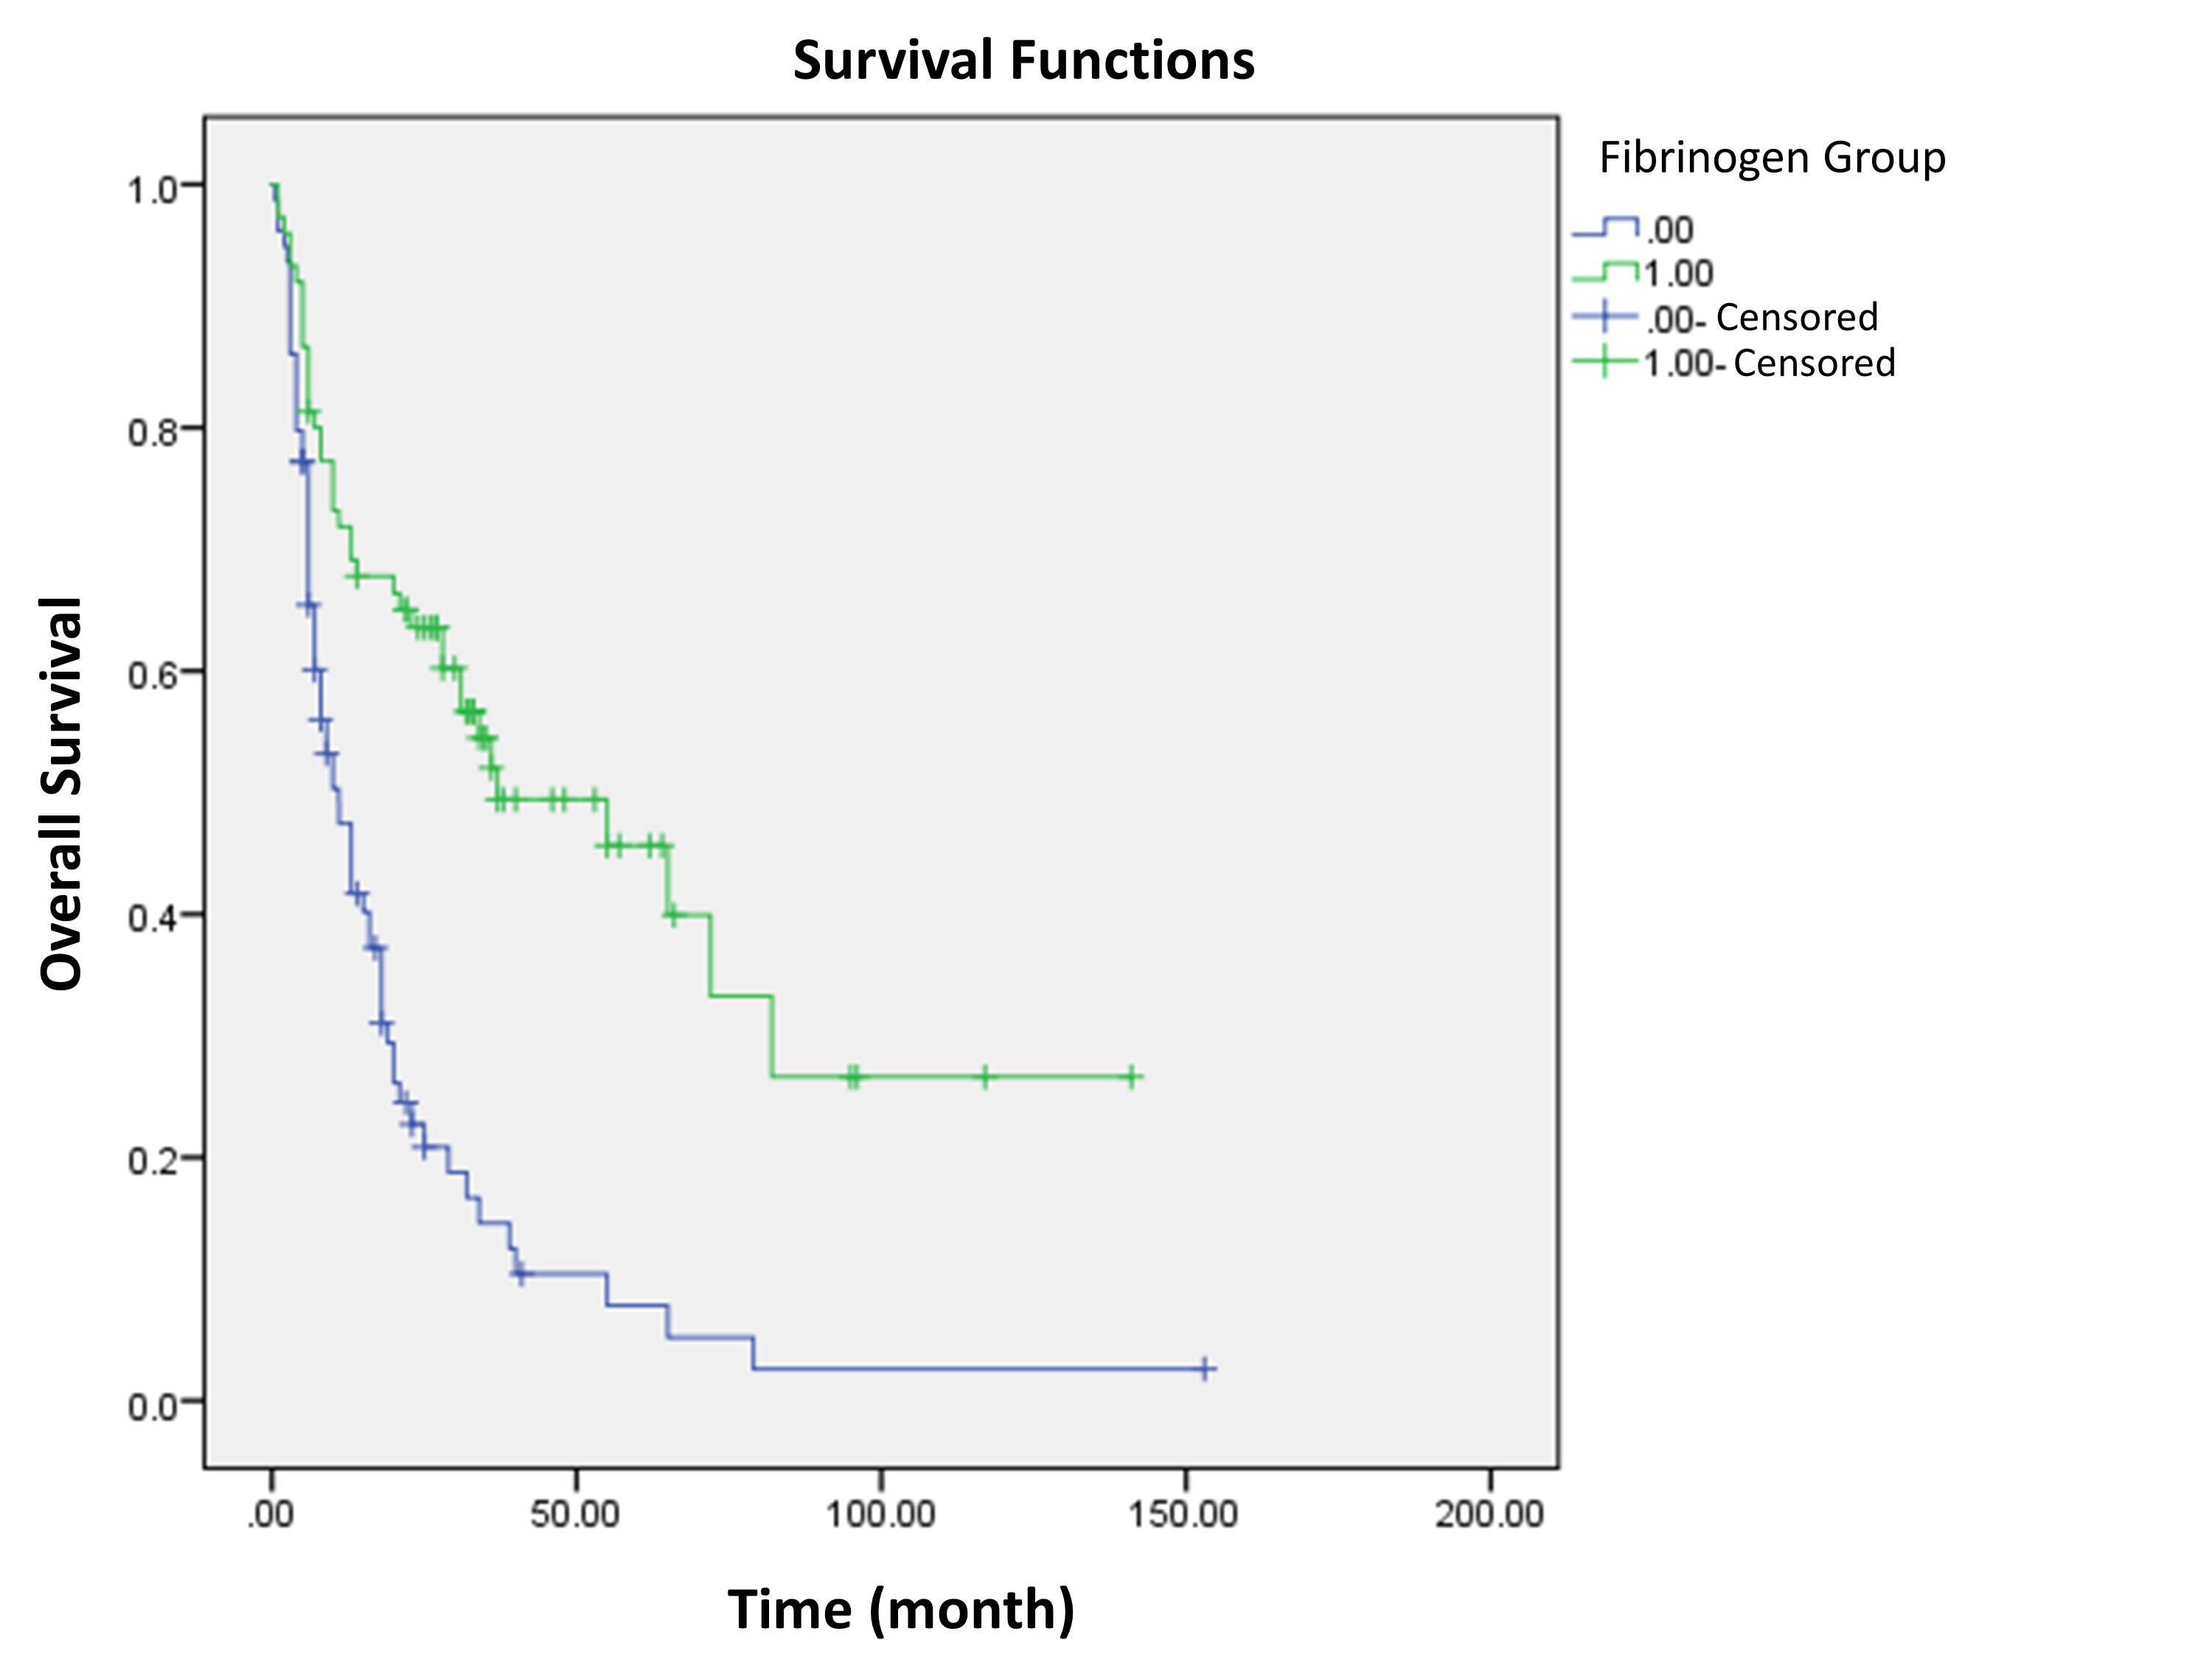 Survival Functions
Fibrinogen Group
.00
1.00
.00- Censored
1.00- Censored
Overall Survival
1.0
0.8
0.6
0.4
0.2
0.0
.00 50.00 100.00 150.00 200.00
Time (month)